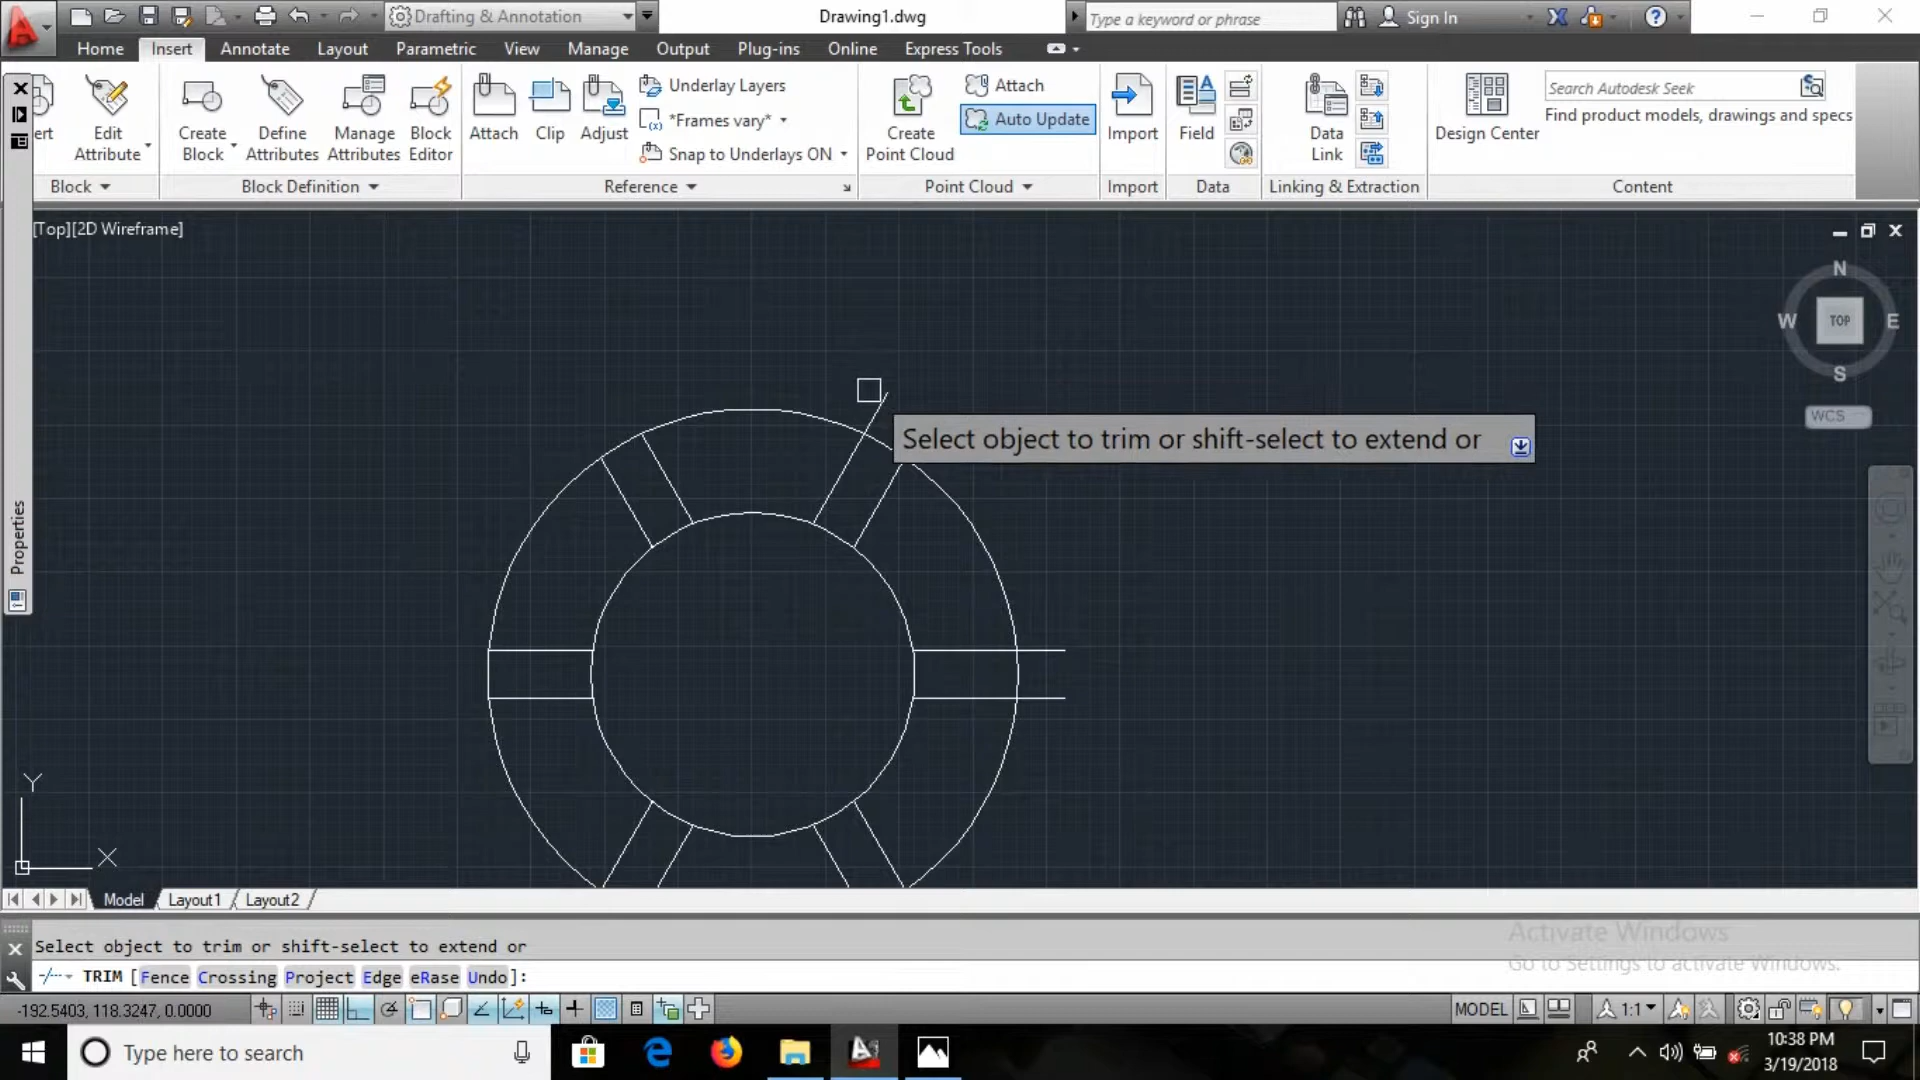 Drafting & Annotation
Drawing1.dwg
Type a keyword or phrase
Sign In
Home Insert Annotate Layout Parametric View Manage Output Plug-ins Online Express Tools
ert
Edit Attribute
Create Block
Define Attributes
Manage Attributes
Block Editor
Attach
Clip
Adjust
Underlay Layers
*Frames vary*
Snap to Underlays ON
Create Point Cloud
Attach
Auto Update
Import
Field
Data Link
Design Center
Search Autodesk Seek
Find product models, drawings and specs
Block Block Definition Reference Point Cloud Import Data Linking & Extraction Content
[Top][2D Wireframe]
N
W TOP E
S
WCS
Select object to trim or shift-select to extend or
Properties
Y
X
Model Layout1 Layout2
Select object to trim or shift-select to extend or
TRIM [Fence Crossing Project Edge eRase Undo]:
Activate Windows
Go to Settings to activate Windows.
-192.5403, 118.3247, 0.0000
MODEL
1:1
Type here to search
10:38 PM
3/19/2018